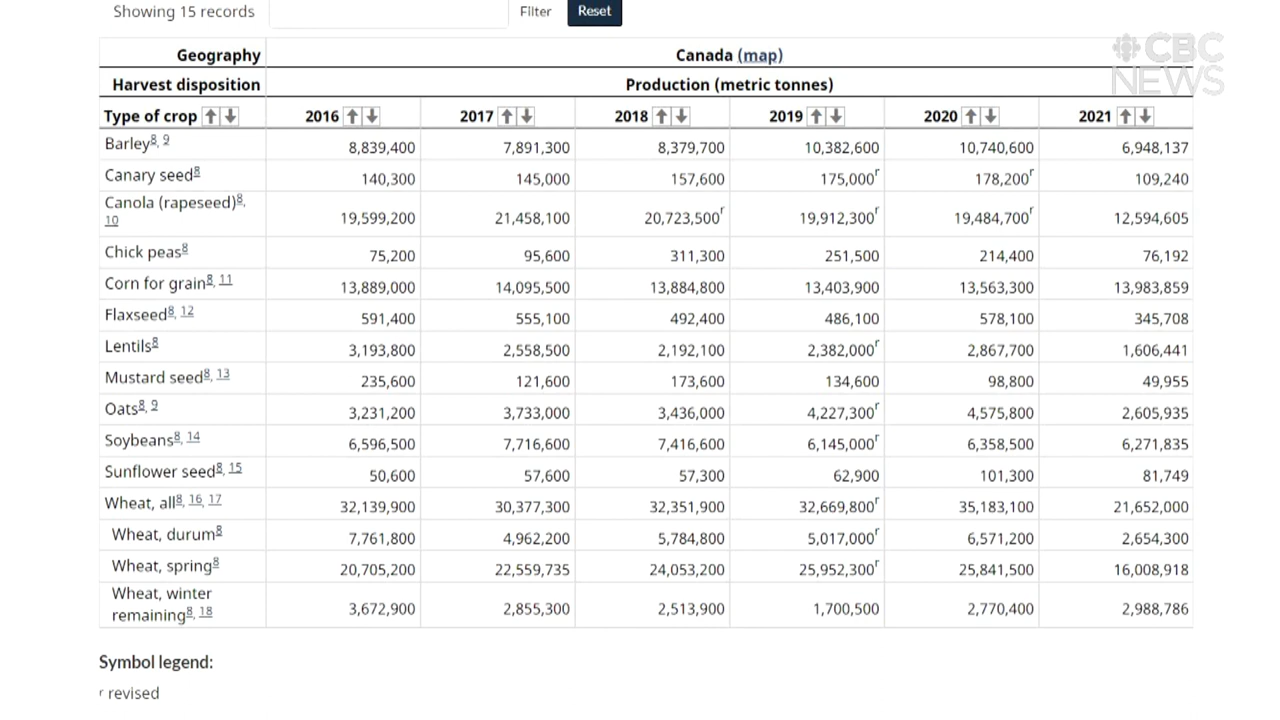 Showing 15 records Filter Reset
CBC
NEWS
Geography Canada (map)
Harvest disposition Production (metric tonnes)
Type of crop 2016 2017 2018 2019 2020 2021
Barley8, 9 8,839,400 7,891,300 8,379,700 10,382,600 10,740,600 6,948,137
Canary seed8 140,300 145,000 157,600 175,000r 178,200r 109,240
Canola (rapeseed)8,
10 19,599,200 21,458,100 20,723,500r 19,912,300r 19,484,700r 12,594,605
Chick peas8 75,200 95,600 311,300 251,500 214,400 76,192
Corn for grain8, 11 13,889,000 14,095,500 13,884,800 13,403,900 13,563,300 13,983,859
Flaxseed8, 12 591,400 555,100 492,400 486,100 578,100 345,708
Lentils8 3,193,800 2,558,500 2,192,100 2,382,000r 2,867,700 1,606,441
Mustard seed8, 13 235,600 121,600 173,600 134,600 98,800 49,955
Oats8, 9 3,231,200 3,733,000 3,436,000 4,227,300r 4,575,800 2,605,935
Soybeans8, 14 6,596,500 7,716,600 7,416,600 6,145,000r 6,358,500 6,271,835
Sunflower seed8, 15 50,600 57,600 57,300 62,900 101,300 81,749
Wheat, all8, 16, 17 32,139,900 30,377,300 32,351,900 32,669,800r 35,183,100 21,652,000
Wheat, durum8 7,761,800 4,962,200 5,784,800 5,017,000r 6,571,200 2,654,300
Wheat, spring8 20,705,200 22,559,735 24,053,200 25,952,300r 25,841,500 16,008,918
Wheat, winter
remaining8, 18 3,672,900 2,855,300 2,513,900 1,700,500 2,770,400 2,988,786
Symbol legend:
r revised